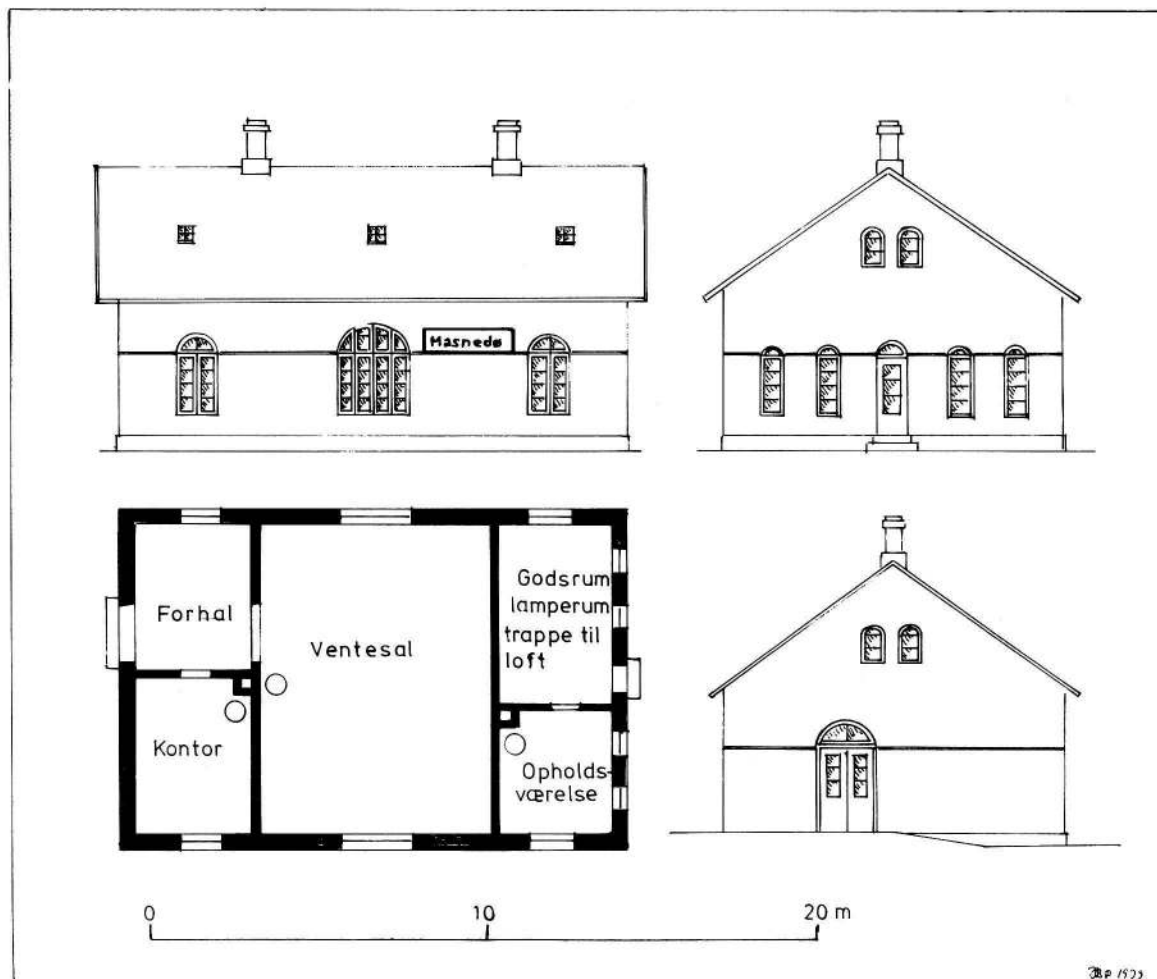 Masnedø
Forhal
Ventesal
Godsrum
lamperum
trappe til
loft
Kontor
Opholds-
værelse
0 10 20 m